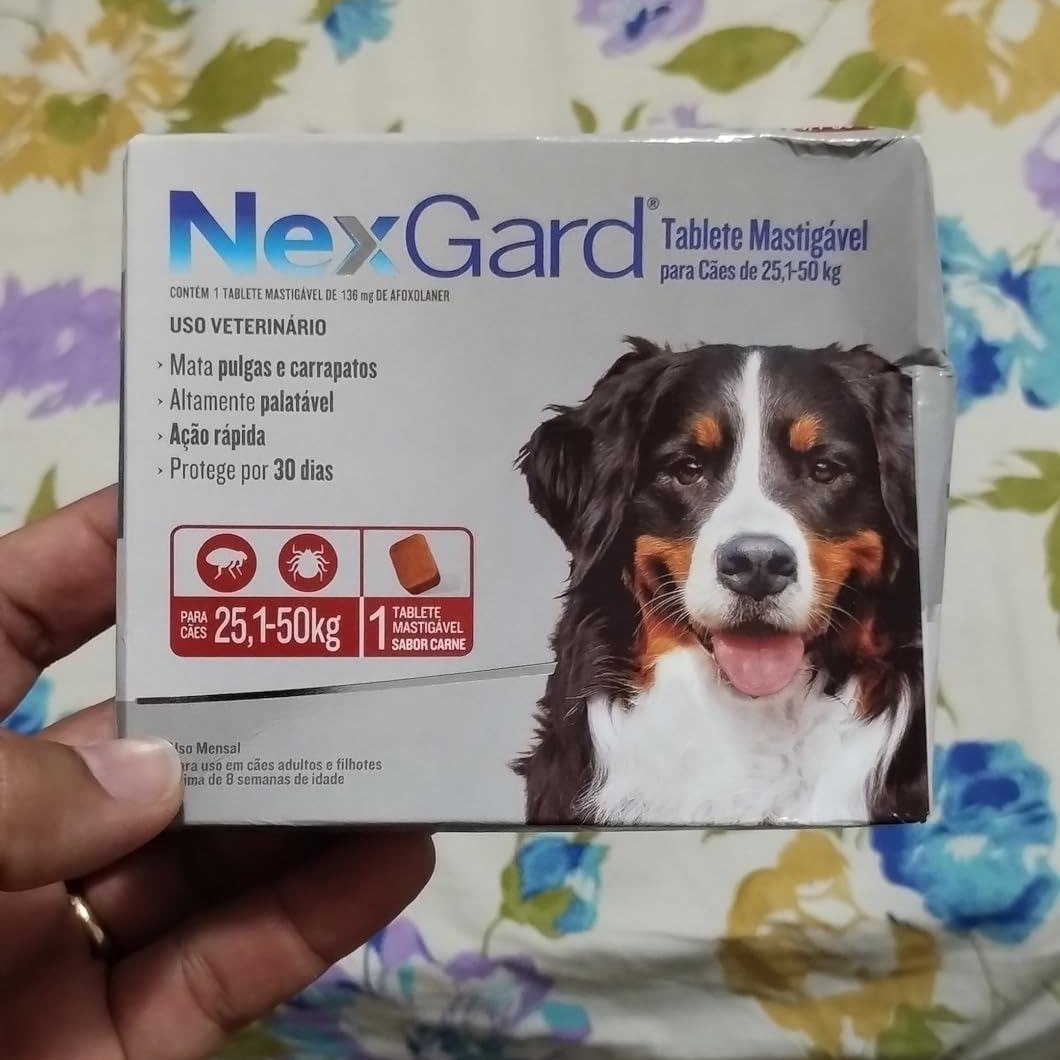 NexGard®
Tablete Mastigável
para Cães de 25,1-50 kg
CONTÉM 1 TABLETE MASTIGÁVEL DE 136 mg DE AFOXOLANER
USO VETERINÁRIO
› Mata pulgas e carrapatos
› Altamente palatável
› Ação rápida
› Protege por 30 dias
PARA CÃES 25,1-50kg
1 TABLETE
MASTIGÁVEL
SABOR CARNE
Mensal
uso em cães adultos e filhotes
de 8 semanas de idade